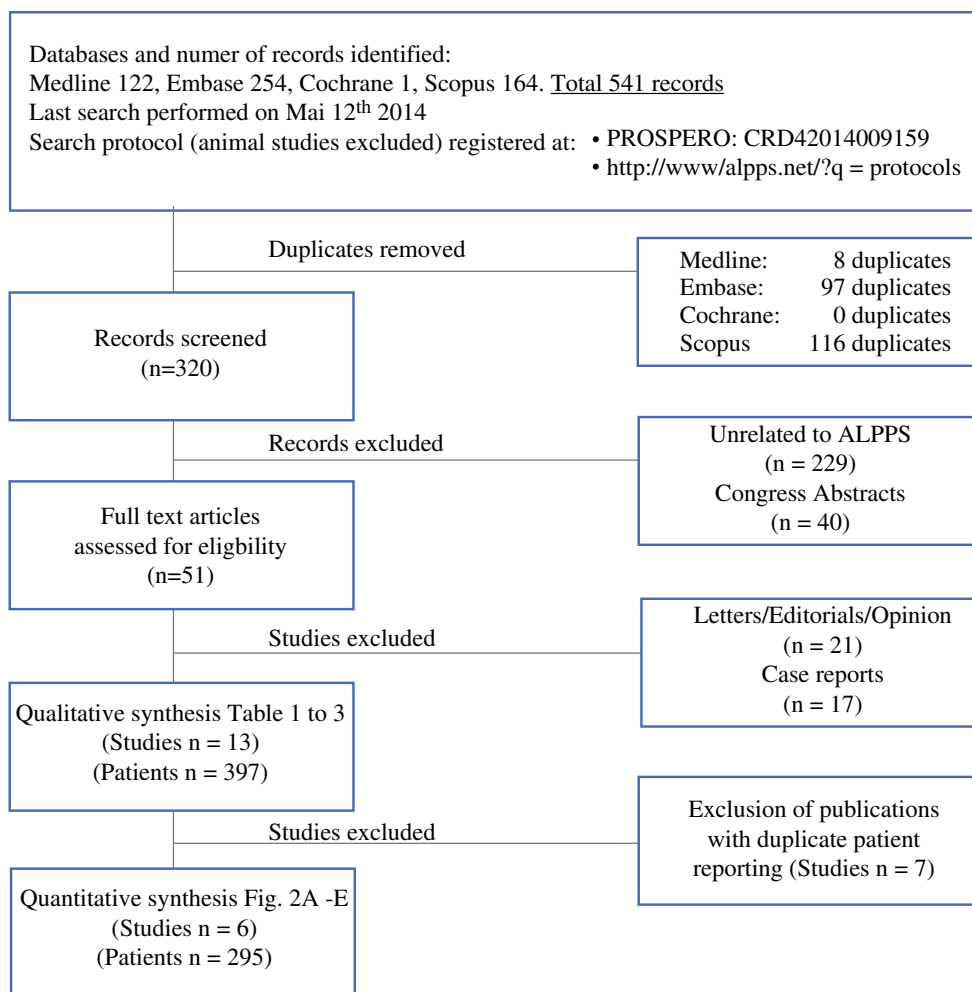 Databases and numer of records identified:
Medline 122, Embase 254, Cochrane 1, Scopus 164. Total 541 records
Last search performed on Mai 12th 2014
Search protocol (animal studies excluded) registered at: • PROSPERO: CRD42014009159
• http://www/alpps.net/?q = protocols
Duplicates removed
Medline: 8 duplicates
Embase: 97 duplicates
Cochrane: 0 duplicates
Scopus 116 duplicates
Records screened
(n=320)
Records excluded
Unrelated to ALPPS
(n = 229)
Congress Abstracts
(n = 40)
Full text articles
assessed for eligbility
(n=51)
Studies excluded
Letters/Editorials/Opinion
(n = 21)
Case reports
(n = 17)
Qualitative synthesis Table 1 to 3
(Studies n = 13)
(Patients n = 397)
Studies excluded
Exclusion of publications
with duplicate patient
reporting (Studies n = 7)
Quantitative synthesis Fig. 2A -E
(Studies n = 6)
(Patients n = 295)